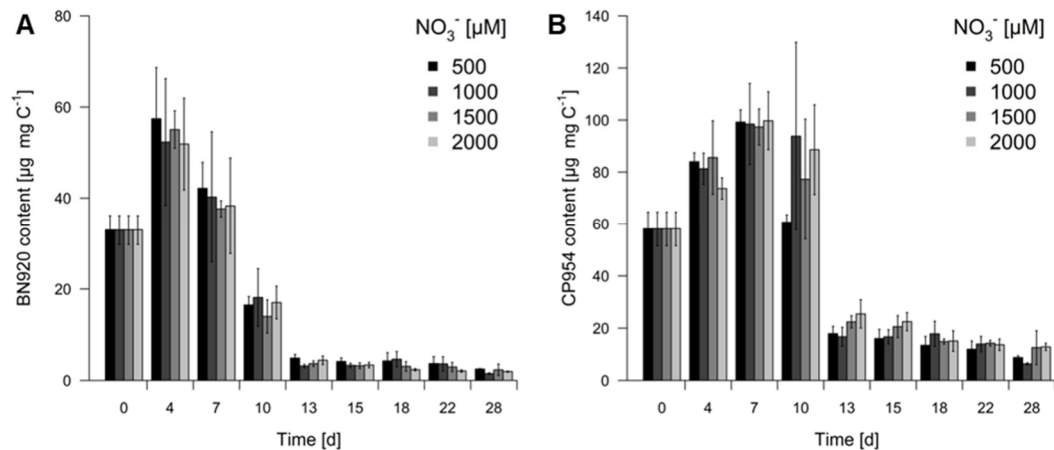 A
NO₃⁻ [µM]
500
1000
1500
2000
BN920 content [µg mg C⁻¹]
80
60
40
20
0
0 4 7 10 13 15 18 22 28
Time [d]
B
NO₃⁻ [µM]
500
1000
1500
2000
CP954 content [µg mg C⁻¹]
140
120
100
80
60
40
20
0
0 4 7 10 13 15 18 22 28
Time [d]